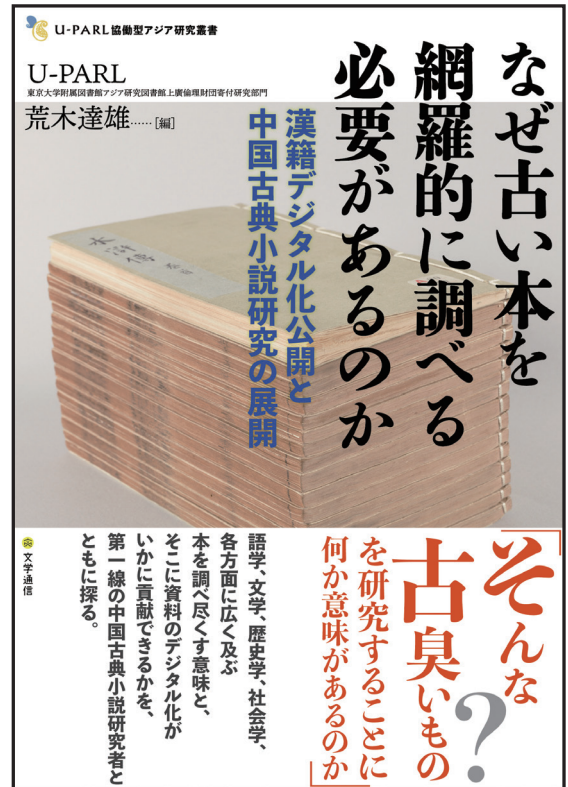 U-PARL協働型アジア研究叢書
U-PARL
東京大学附属図書館アジア研究図書館上廣倫理財団寄付研究部門
荒木達雄……[編]
なぜ古い本を
網羅的に調べる
必要があるのか
漢籍デジタル化公開と
中国古典小説研究の展開
水滸傳
「そんな
古臭いもの
を研究することに
何か意味があるのか」
?
語学、文学、歴史学、社会学、
各方面に広く及ぶ
本を調べ尽くす意味と、
そこに資料のデジタル化が
いかに貢献できるかを、
第一線の中国古典小説研究者と
ともに探る。
文学通信